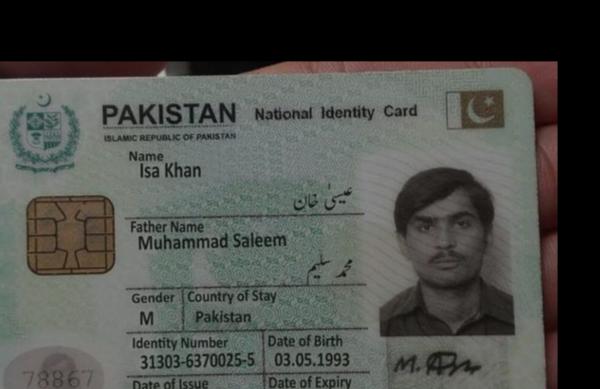 PAKISTAN National Identity Card
ISLAMIC REPUBLIC OF PAKISTAN
Name
Isa Khan
عیسیٰ خان
Father Name
Muhammad Saleem
محمد سلیم
Gender Country of Stay
M Pakistan
Identity Number Date of Birth
31303-6370025-5 03.05.1993
78867
Date of Issue Date of Expiry